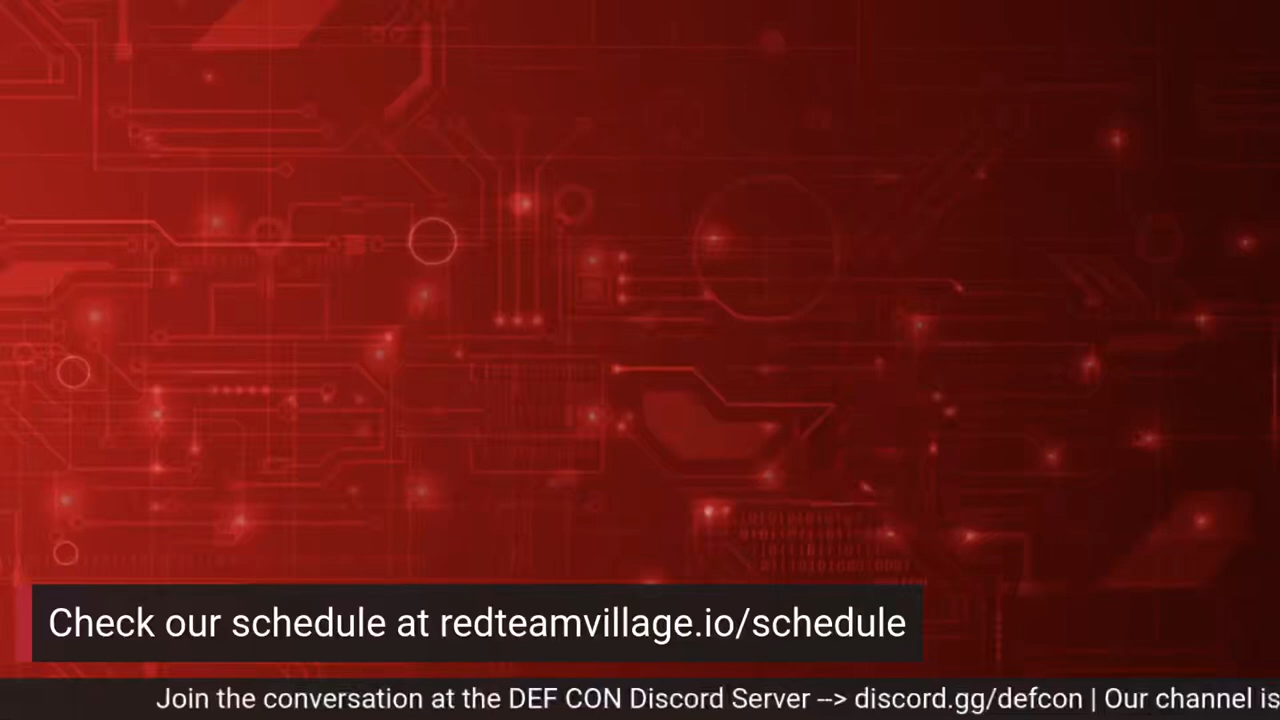 Check our schedule at redteamvillage.io/schedule
Join the conversation at the DEF CON Discord Server --> discord.gg/defcon | Our channel is